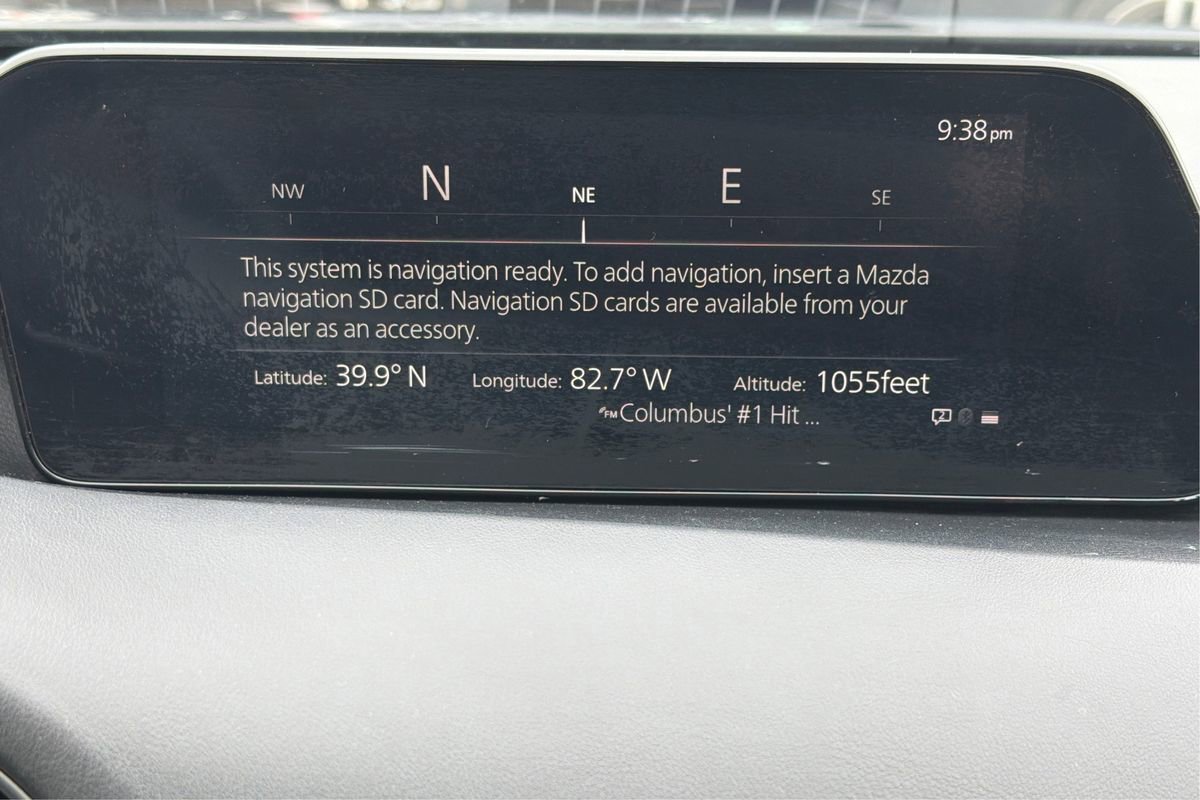 9:38pm
NW N NE E SE
This system is navigation ready. To add navigation, insert a Mazda
navigation SD card. Navigation SD cards are available from your
dealer as an accessory.
Latitude: 39.9° N Longitude: 82.7° W Altitude: 1055feet
FM Columbus' #1 Hit ... 2